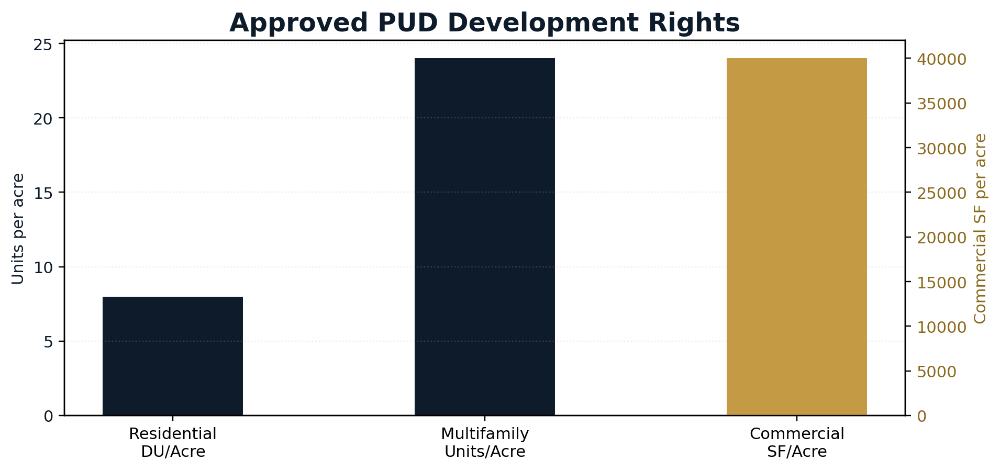 Approved PUD Development Rights
25
20
15
10
5
0
Units per acre
40000
35000
30000
25000
20000
15000
10000
5000
0
Commercial SF per acre
Residential
DU/Acre
Multifamily
Units/Acre
Commercial
SF/Acre